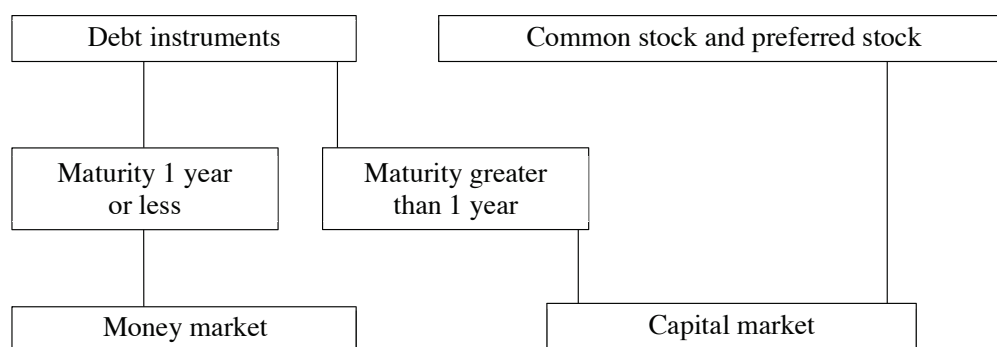 Debt instruments
Common stock and preferred stock
Maturity 1 year
or less
Maturity greater
than 1 year
Money market
Capital market